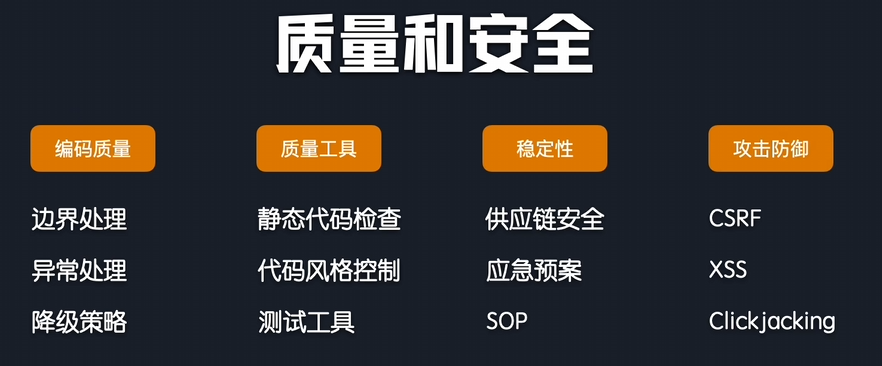 质量和安全
编码质量 质量工具 稳定性 攻击防御
边界处理 静态代码检查 供应链安全 CSRF
异常处理 代码风格控制 应急预案 XSS
降级策略 测试工具 SOP Clickjacking